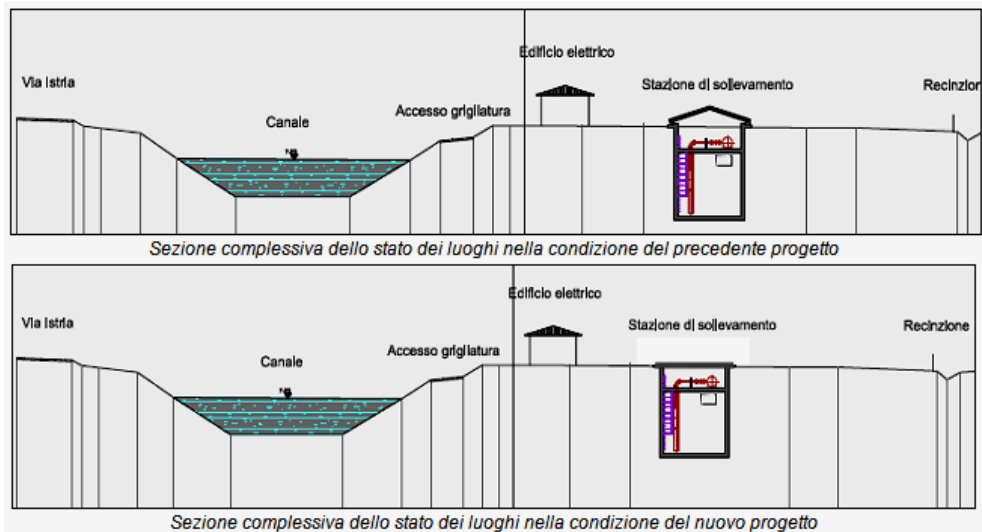 Edificio elettrico
Via Istria
Stazione di sollevamento
Recinzior
Accesso grigliatura
Canale
Sezione complessiva dello stato dei luoghi nella condizione del precedente progetto
Edificio elettrico
Via Istria
Stazione di sollevamento
Recinzione
Accesso grigliatura
Canale
Sezione complessiva dello stato dei luoghi nella condizione del nuovo progetto